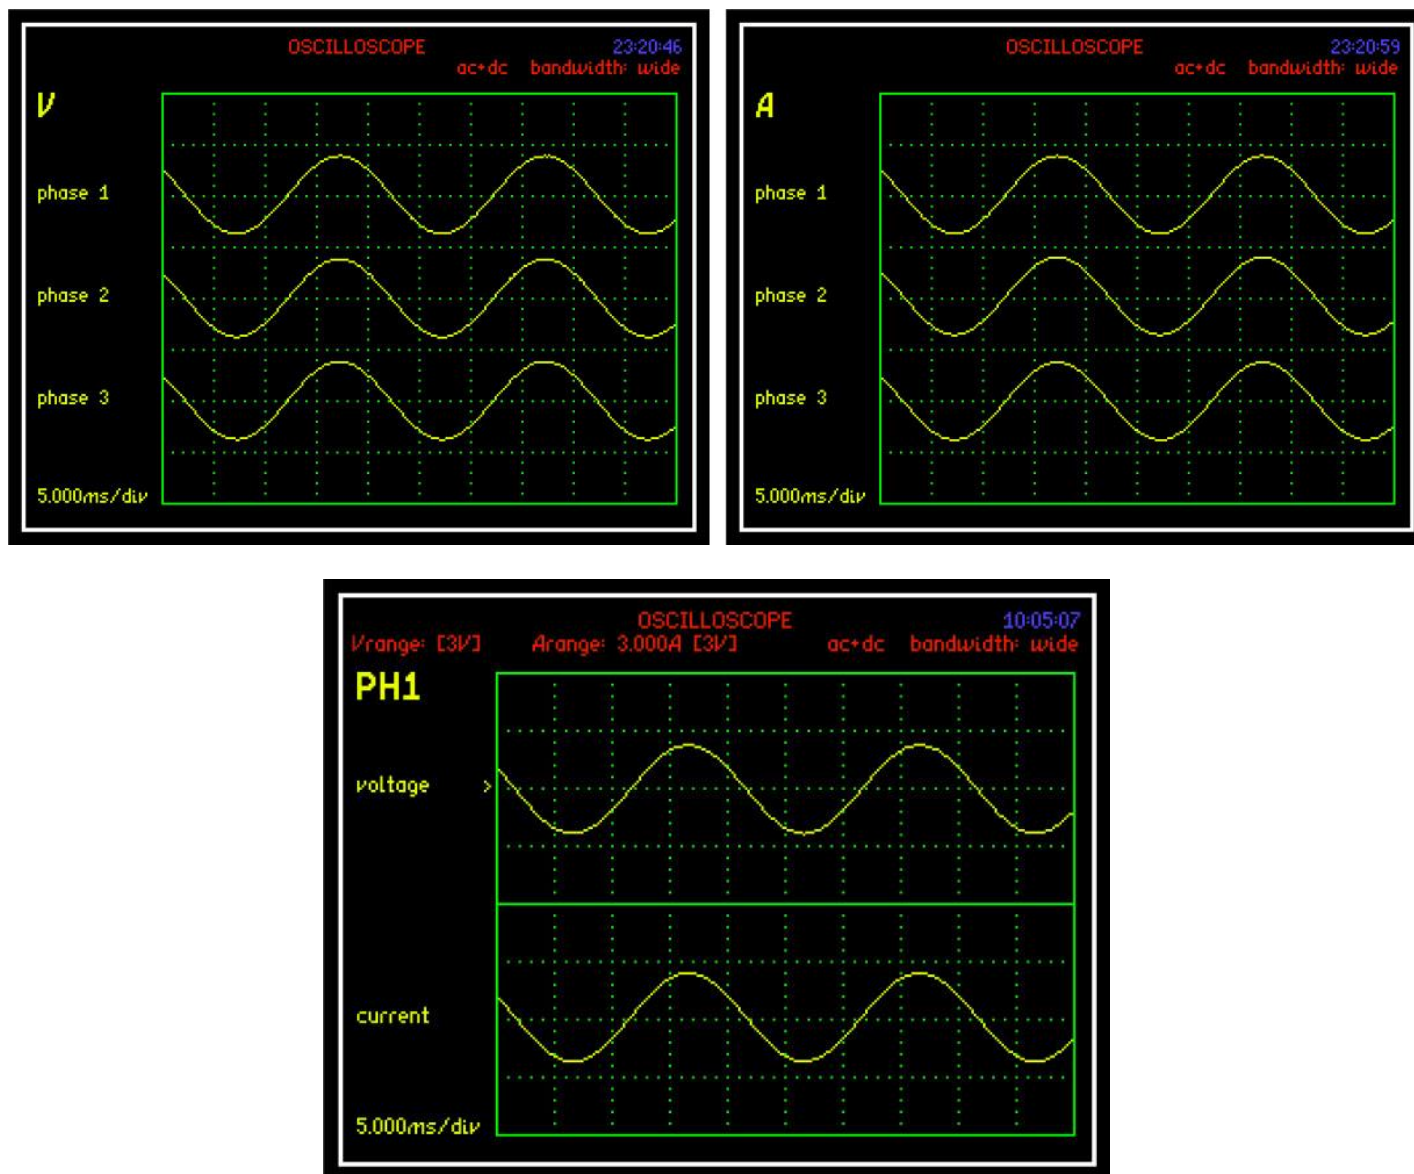 OSCILLOSCOPE 23:20:46
ac+dc bandwidth: wide
V
phase 1
phase 2
phase 3
5.000ms/div
OSCILLOSCOPE 23:20:59
ac+dc bandwidth: wide
A
phase 1
phase 2
phase 3
5.000ms/div
OSCILLOSCOPE 10:05:07
Vrange: [3V] Arange: 3.000A [3V] ac+dc bandwidth: wide
PH1
voltage >
current
5.000ms/div